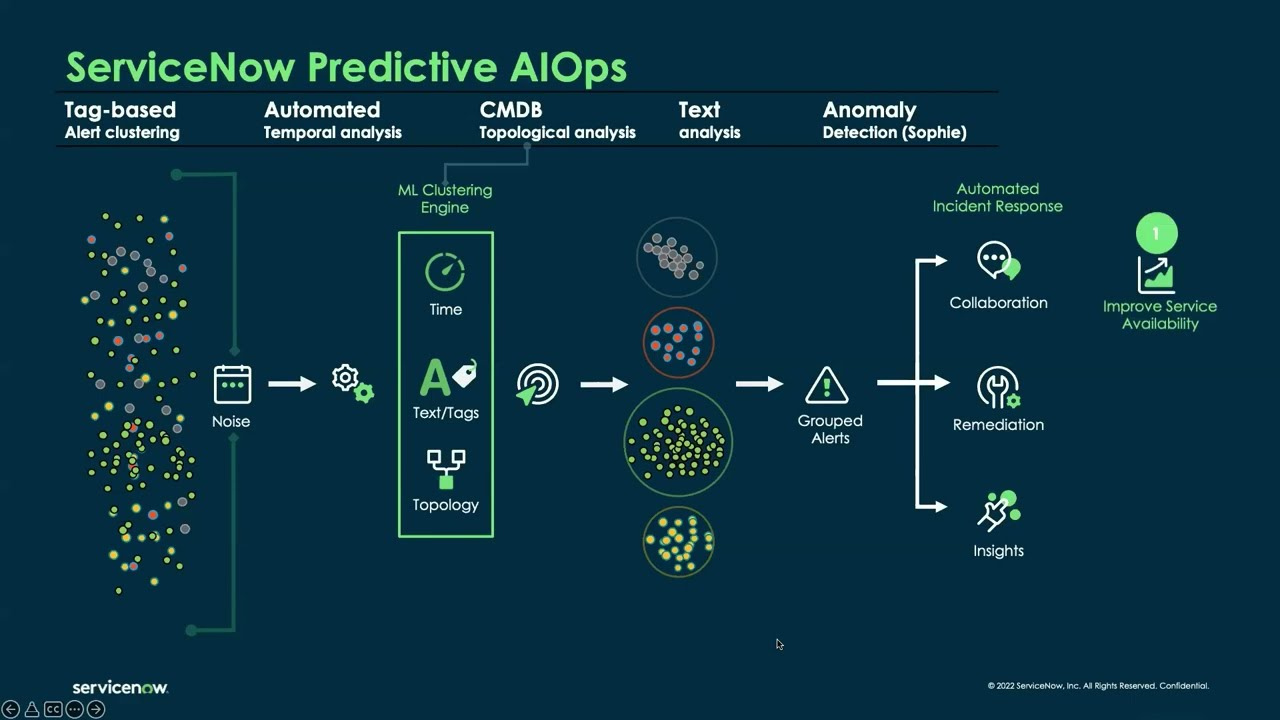 ServiceNow Predictive AIOps
Tag-based
Alert clustering
Automated
Temporal analysis
CMDB
Topological analysis
Text
analysis
Anomaly
Detection (Sophie)
ML Clustering
Engine
Time
A
Text/Tags
Topology
Noise
Grouped
Alerts
Automated
Incident Response
Collaboration
Remediation
Insights
1
Improve Service
Availability
servicenow.
© 2022 ServiceNow, Inc. All Rights Reserved. Confidential.
CC